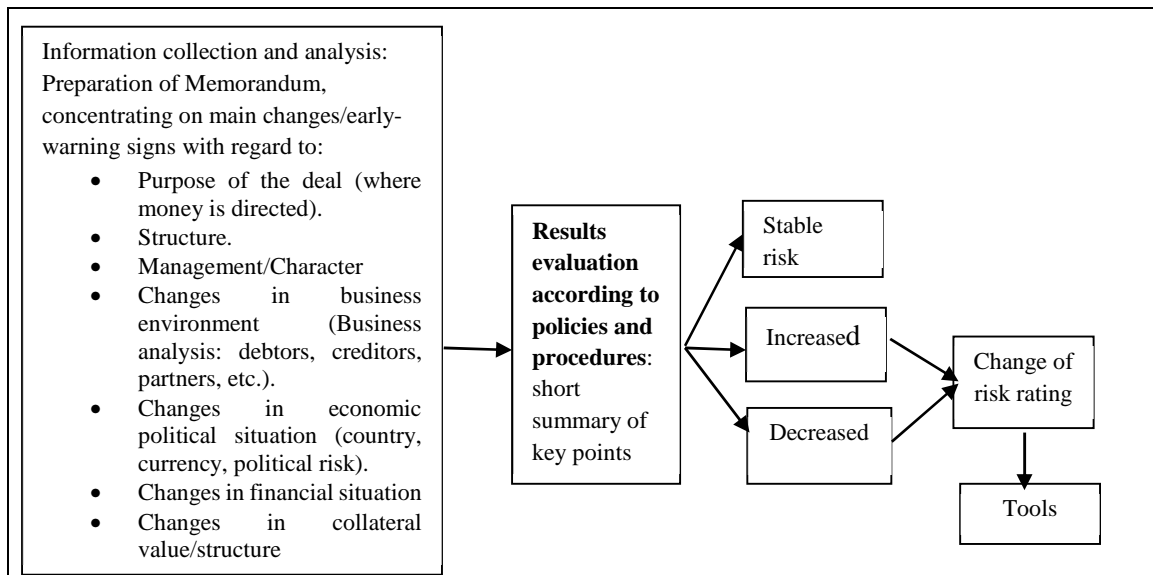 Information collection and analysis:
Preparation of Memorandum,
concentrating on main changes/early-
warning signs with regard to:
• Purpose of the deal (where
money is directed).
• Structure.
• Management/Character
• Changes in business
environment (Business
analysis: debtors, creditors,
partners, etc.).
• Changes in economic
political situation (country,
currency, political risk).
• Changes in financial situation
• Changes in collateral
value/structure
Results
evaluation
according to
policies and
procedures:
short
summary of
key points
Stable
risk
Increased
Decreased
Change of
risk rating
Tools